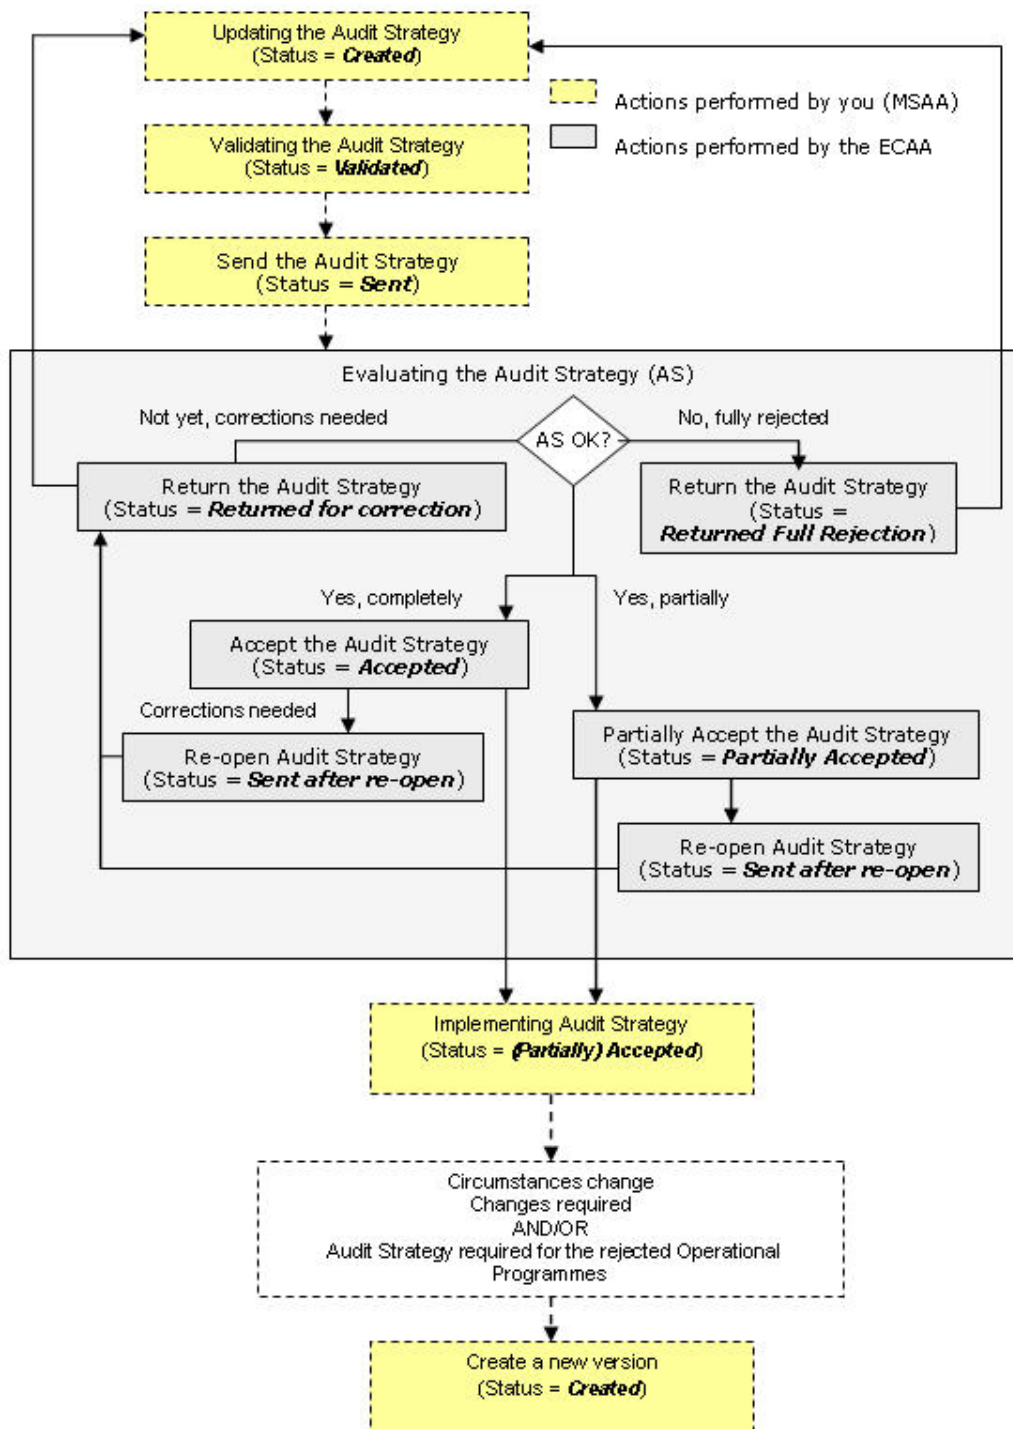 Updating the Audit Strategy
(Status = Created)
Actions performed by you (MSAA)
Validating the Audit Strategy
(Status = Validated)
Actions performed by the ECAA
Send the Audit Strategy
(Status = Sent)
Evaluating the Audit Strategy (AS)
Not yet, corrections needed
No, fully rejected
AS OK?
Return the Audit Strategy
(Status = Returned for correction)
Return the Audit Strategy
(Status =
Returned Full Rejection)
Yes, completely
Yes, partially
Accept the Audit Strategy
(Status = Accepted)
Corrections needed
Partially Accept the Audit Strategy
(Status = Partially Accepted)
Re-open Audit Strategy
(Status = Sent after re-open)
Re-open Audit Strategy
(Status = Sent after re-open)
Implementing Audit Strategy
(Status = (Partially) Accepted)
Circumstances change
Changes required
AND/OR
Audit Strategy required for the rejected Operational
Programmes
Create a new version
(Status = Created)